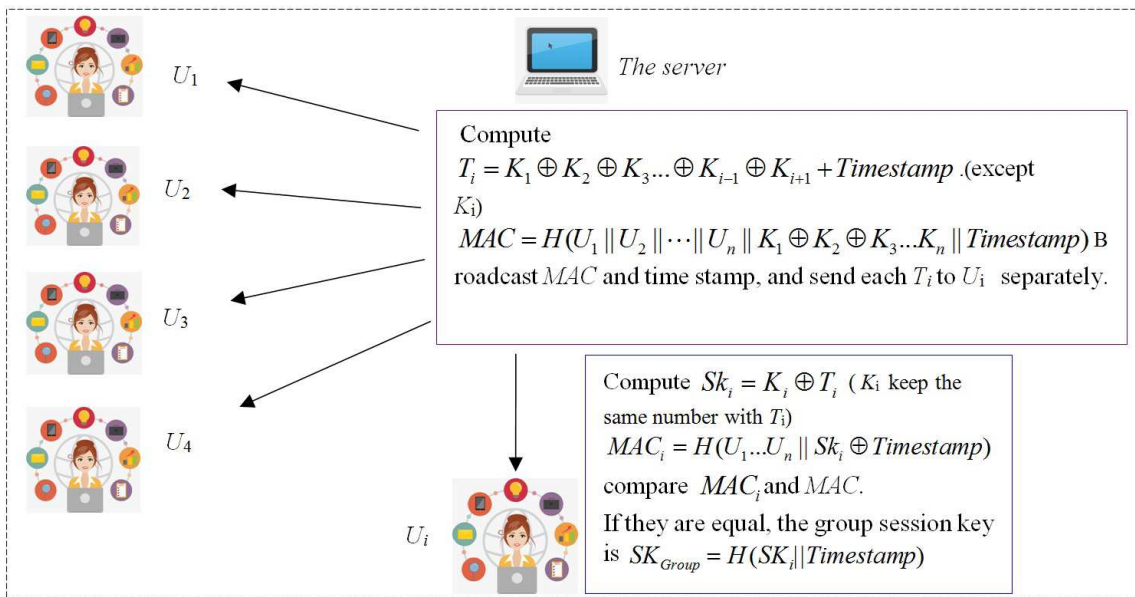 The server
U₁
U₂
U₃
U₄
Compute
Tᵢ = K₁ ⊕ K₂ ⊕ K₃... ⊕ Kᵢ₋₁ ⊕ Kᵢ₊₁ + Timestamp .(except
Kᵢ)
MAC = H(U₁ || U₂ || ⋯ || Uₙ || K₁ ⊕ K₂ ⊕ K₃...Kₙ || Timestamp) B
roadcast MAC and time stamp, and send each Tᵢ to Uᵢ separately.
Uᵢ
Compute Skᵢ = Kᵢ ⊕ Tᵢ ( Kᵢ keep the
same number with Tᵢ)
MACᵢ = H(U₁...Uₙ || Skᵢ ⊕ Timestamp)
compare MACᵢ and MAC.
If they are equal, the group session key
is SK_Group = H(SKᵢ||Timestamp)